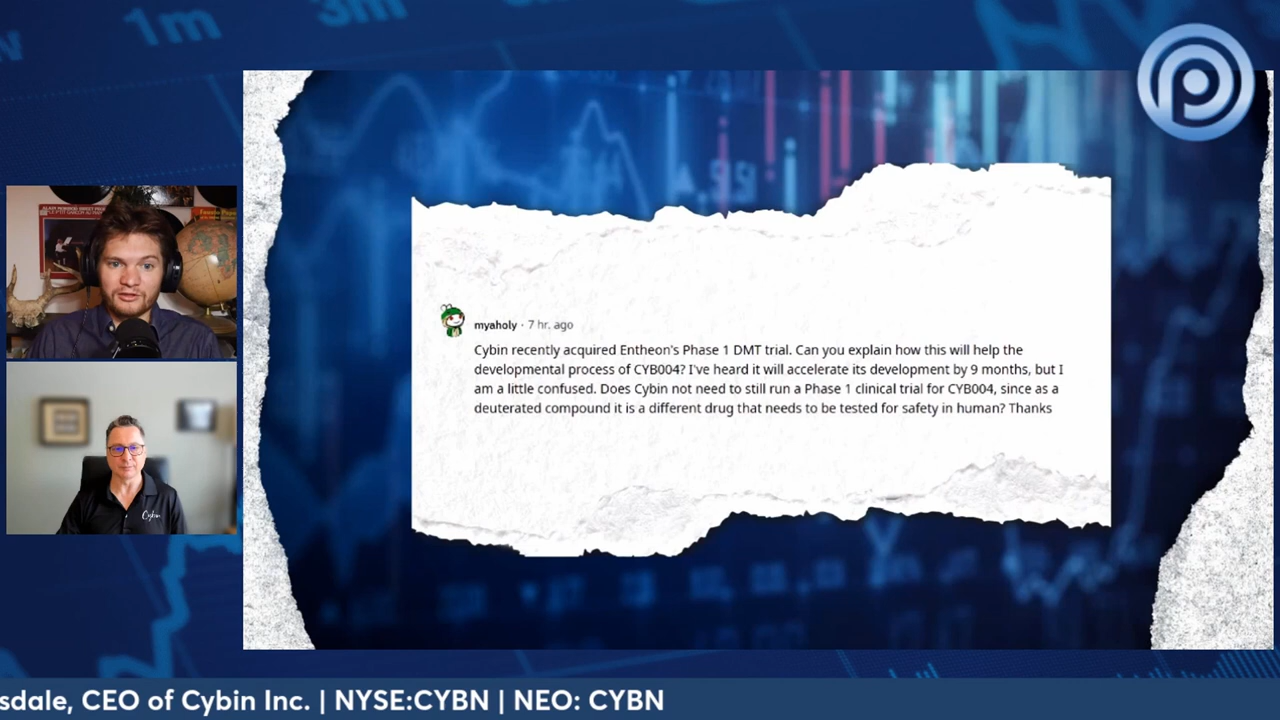 1m
3m
myaholy · 7 hr. ago
Cybin recently acquired Entheon's Phase 1 DMT trial. Can you explain how this will help the
developmental process of CYB004? I've heard it will accelerate its development by 9 months, but I
am a little confused. Does Cybin not need to still run a Phase 1 clinical trial for CYB004, since as a
deuterated compound it is a different drug that needs to be tested for safety in human? Thanks
Cybin
sdale, CEO of Cybin Inc. | NYSE:CYBN | NEO: CYBN